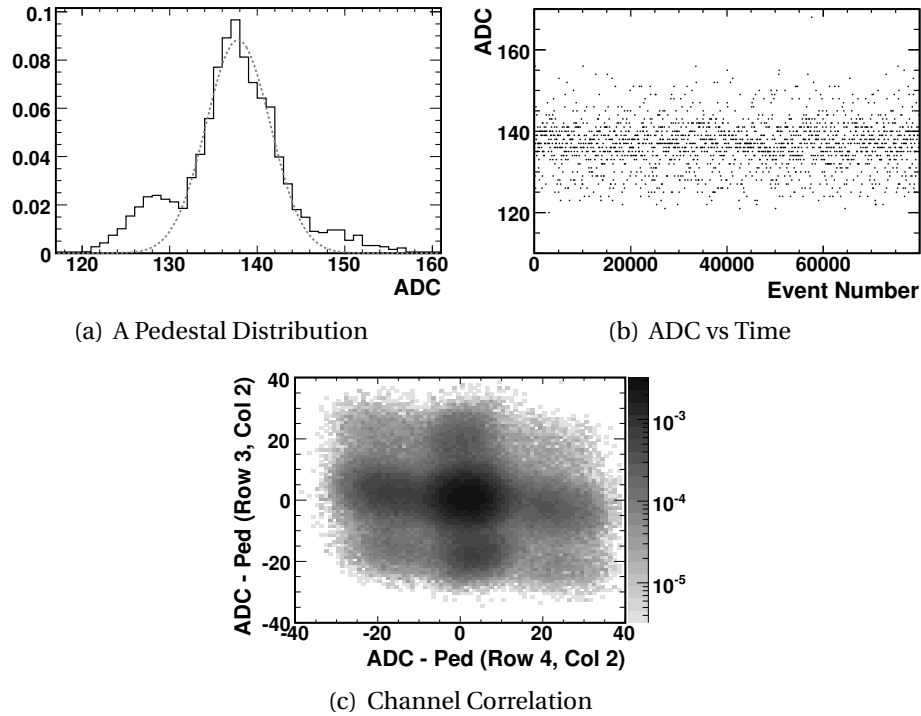 0.1
0.08
0.06
0.04
0.02
0
120 130 140 150 160
ADC
(a) A Pedestal Distribution
ADC
160
140
120
0 20000 40000 60000
Event Number
(b) ADC vs Time
ADC - Ped (Row 3, Col 2)
40
20
0
-20
-40
-40 -20 0 20 40
ADC - Ped (Row 4, Col 2)
10-3
10-4
10-5
(c) Channel Correlation